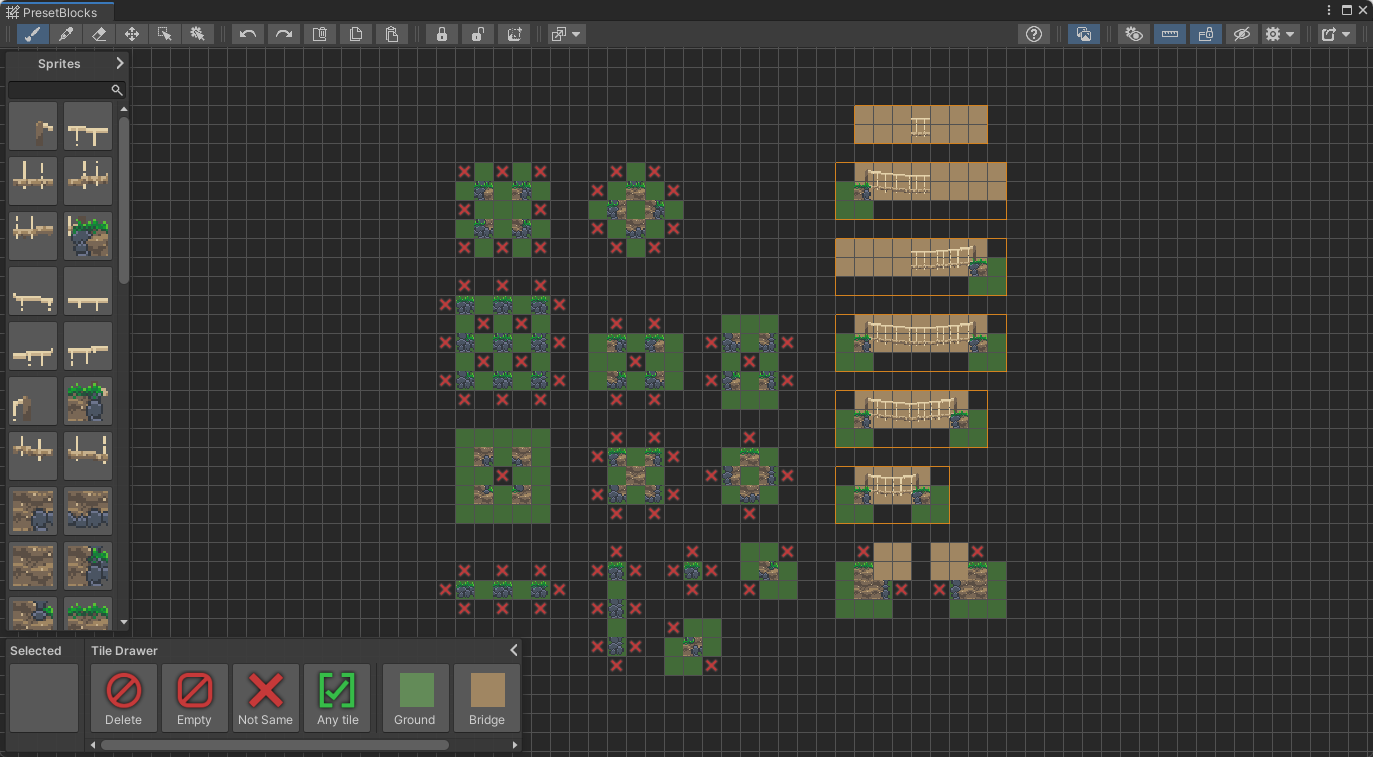 PresetBlocks
Sprites
Selected
Tile Drawer
Delete
Empty
Not Same
Any tile
Ground
Bridge